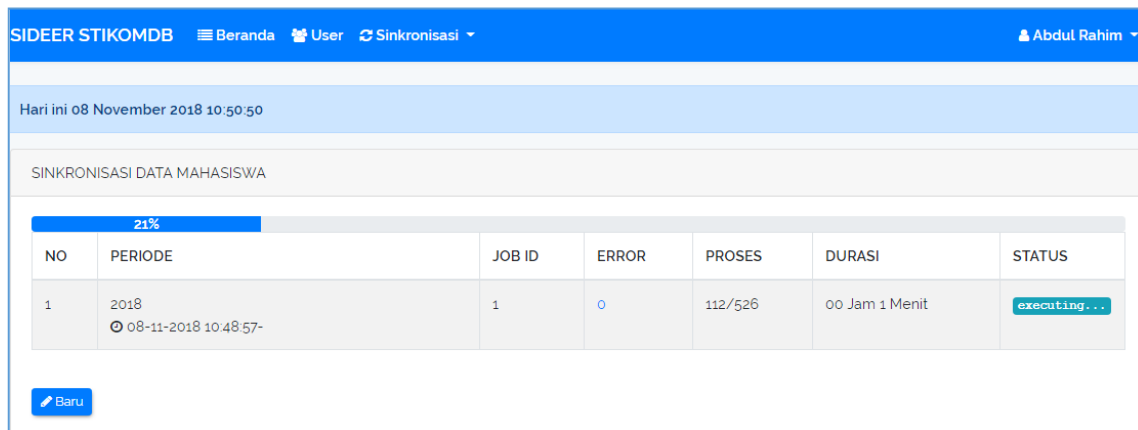 SIDEER STIKOMDB Beranda User Sinkronisasi Abdul Rahim
Hari ini 08 November 2018 10:50:50
SINKRONISASI DATA MAHASISWA
21%
NO PERIODE JOB ID ERROR PROSES DURASI STATUS
1 2018 1 0 112/526 00 Jam 1 Menit executing...
08-11-2018 10:48:57-
Baru